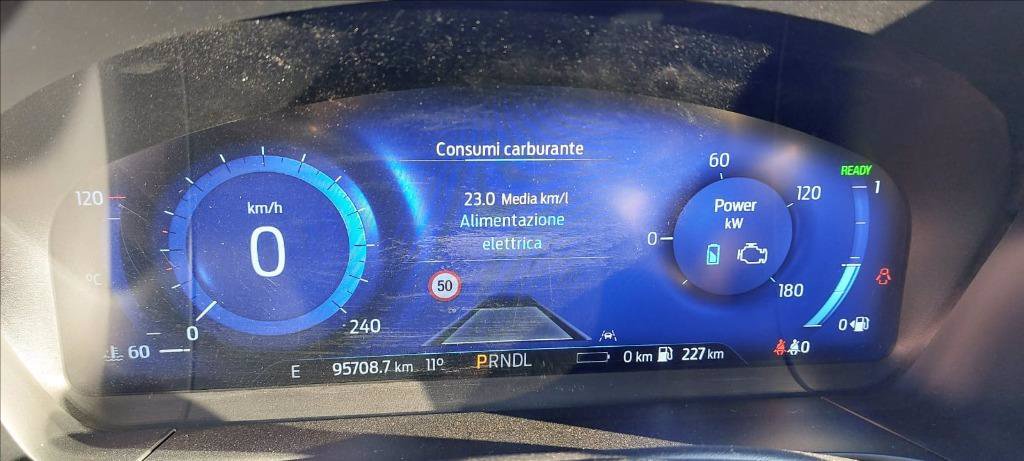 Consumi carburante
23.0 Media km/l
Alimentazione
elettrica
50
120
°C
60
km/h
0
0
240
60
120
0
180
Power
kW
READY
1
0
0
E 95708.7 km 11° PRNDL 0 km 227 km